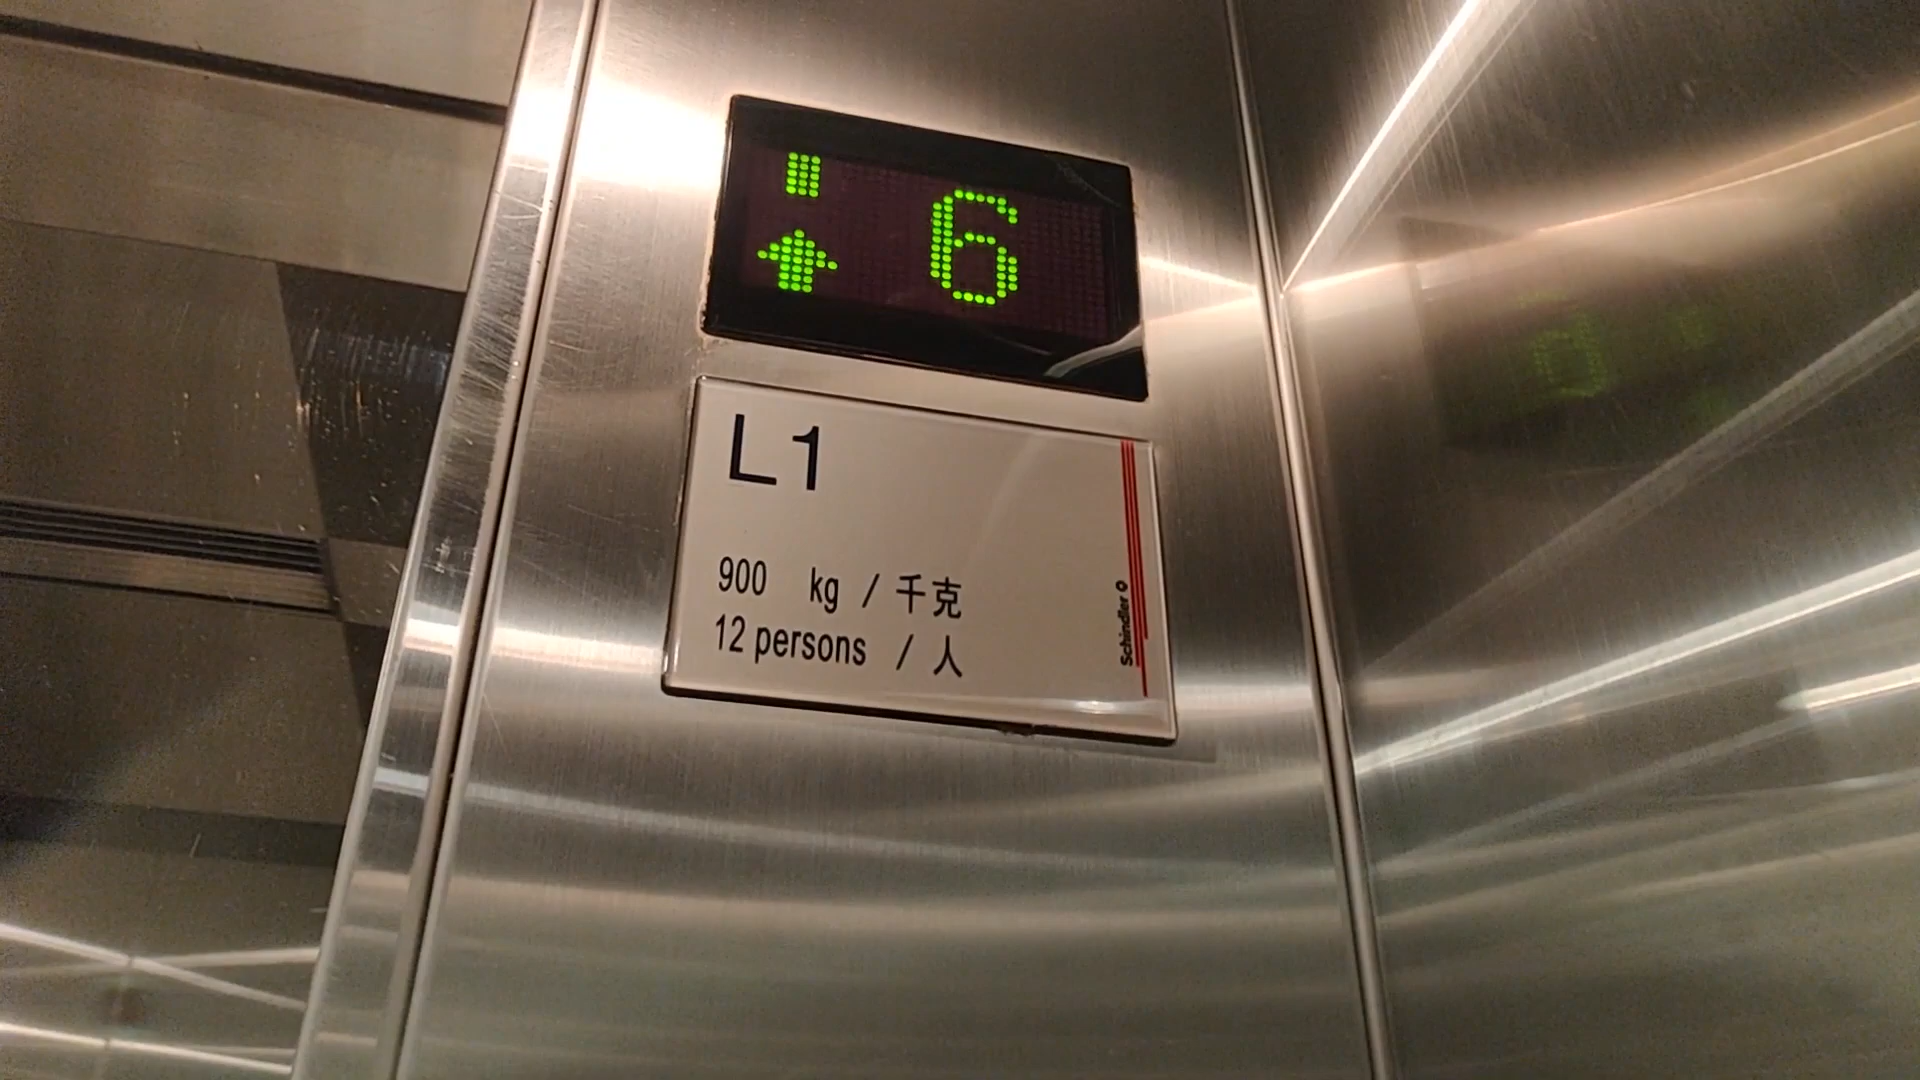 6
L1
900 kg / 千克
12 persons / 人
Schindler